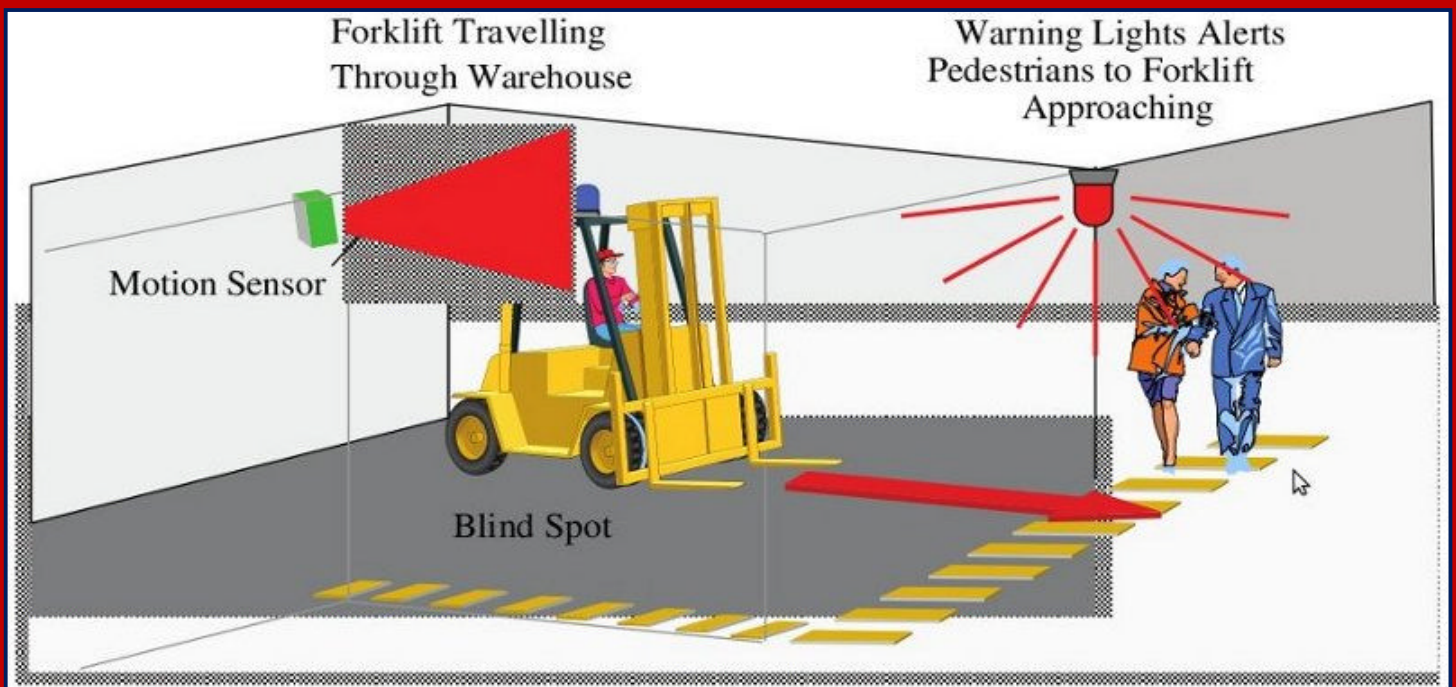 Forklift Travelling
Through Warehouse
Warning Lights Alerts
Pedestrians to Forklift
Approaching
Motion Sensor
Blind Spot